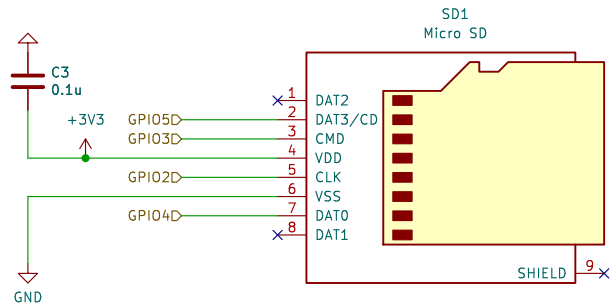 SD1
Micro SD
C3
0.1u
+3V3
1 DAT2
GPIO5 2 DAT3/CD
GPIO3 3 CMD
4 VDD
GPIO2 5 CLK
6 VSS
GPIO4 7 DAT0
8 DAT1
SHIELD 9
GND